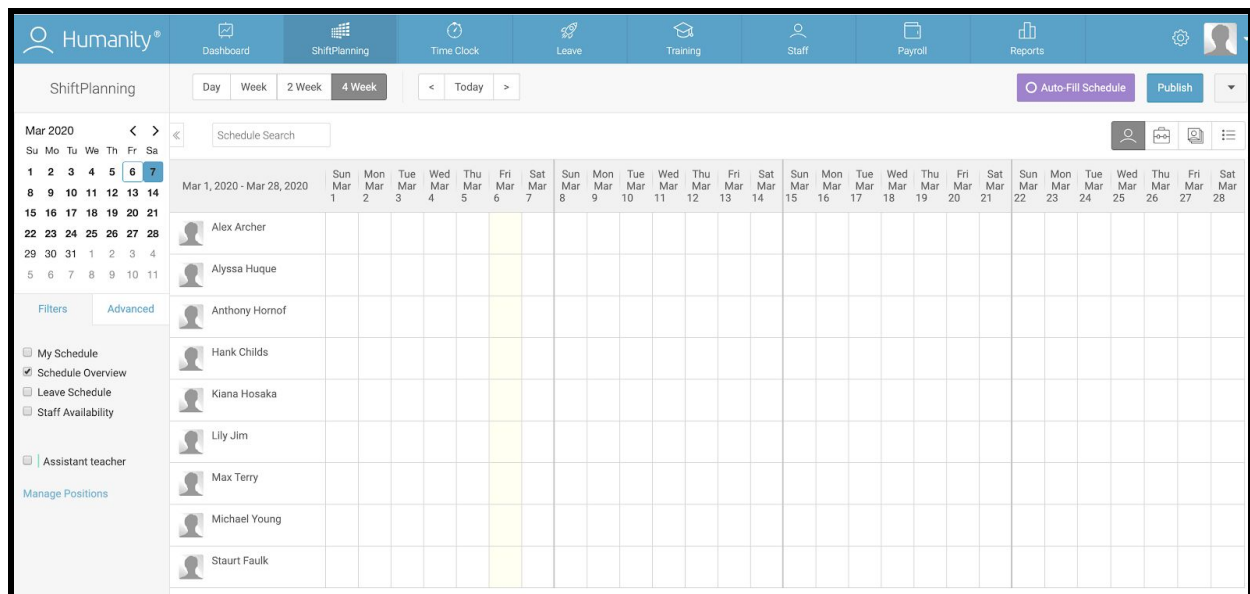 Humanity®
Dashboard ShiftPlanning Time Clock Leave Training Staff Payroll Reports
ShiftPlanning
Day Week 2 Week 4 Week < Today > Auto-Fill Schedule Publish
Mar 2020 < >
Su Mo Tu We Th Fr Sa
1 2 3 4 5 6 7
8 9 10 11 12 13 14
15 16 17 18 19 20 21
22 23 24 25 26 27 28
29 30 31 1 2 3 4
5 6 7 8 9 10 11
Filters Advanced
My Schedule
Schedule Overview
Leave Schedule
Staff Availability
Assistant teacher
Manage Positions
« Schedule Search
Sun Mon Tue Wed Thu Fri Sat Sun Mon Tue Wed Thu Fri Sat Sun Mon Tue Wed Thu Fri Sat Sun Mon Tue Wed Thu Fri Sat
Mar 1, 2020 - Mar 28, 2020 Mar Mar Mar Mar Mar Mar Mar Mar Mar Mar Mar Mar Mar Mar Mar Mar Mar Mar Mar Mar Mar Mar Mar Mar Mar Mar Mar Mar
1 2 3 4 5 6 7 8 9 10 11 12 13 14 15 16 17 18 19 20 21 22 23 24 25 26 27 28
Alex Archer
Alyssa Huque
Anthony Hornof
Hank Childs
Kiana Hosaka
Lily Jim
Max Terry
Michael Young
Staurt Faulk